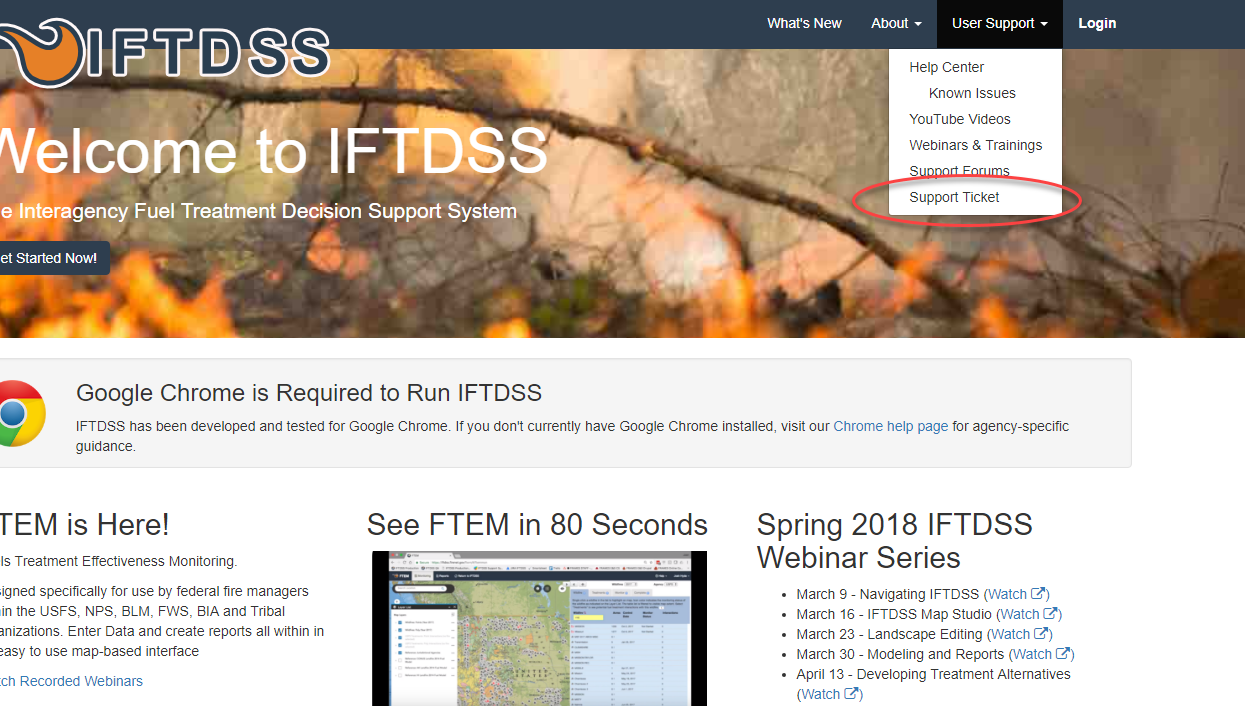 IFTDSS
What's New About User Support Login
Help Center
Known Issues
YouTube Videos
Webinars & Trainings
Support Forums
Support Ticket
Welcome to IFTDSS
e Interagency Fuel Treatment Decision Support System
et Started Now!
Google Chrome is Required to Run IFTDSS
IFTDSS has been developed and tested for Google Chrome. If you don't currently have Google Chrome installed, visit our Chrome help page for agency-specific
guidance.
TEM is Here!
ls Treatment Effectiveness Monitoring.
signed specifically for use by federal fire managers
hin the USFS, NPS, BLM, FWS, BIA and Tribal
anizations. Enter Data and create reports all within in
easy to use map-based interface
tch Recorded Webinars
See FTEM in 80 Seconds
Spring 2018 IFTDSS
Webinar Series
March 9 - Navigating IFTDSS (Watch )
March 16 - IFTDSS Map Studio (Watch )
March 23 - Landscape Editing (Watch )
March 30 - Modeling and Reports (Watch )
April 13 - Developing Treatment Alternatives
(Watch )